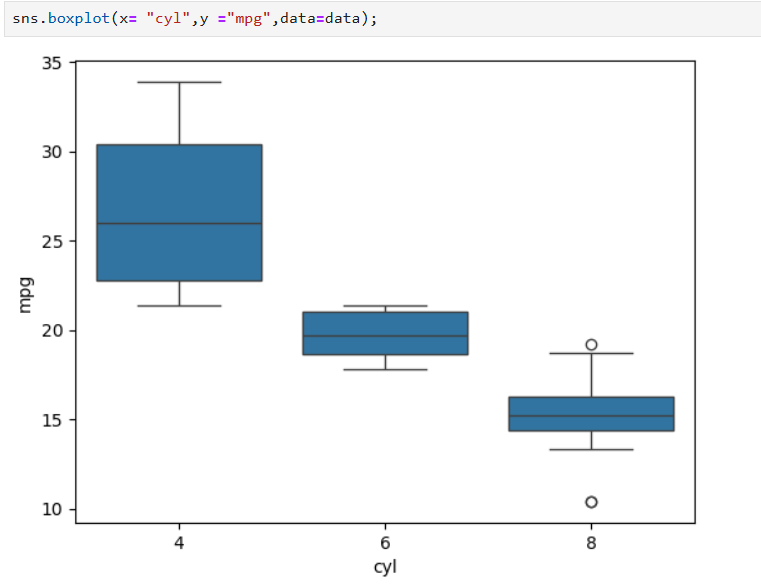 sns.boxplot(x= "cyl",y ="mpg",data=data);
35
30
25
20
15
10
mpg
4 6 8
cyl